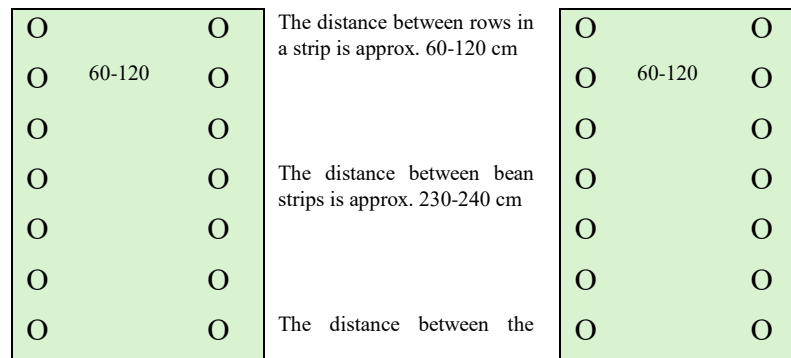 O O
O 60-120 O
O O
O O
O O
O O
O O
The distance between rows in
a strip is approx. 60-120 cm
The distance between bean
strips is approx. 230-240 cm
The distance between the
O O
O 60-120 O
O O
O O
O O
O O
O O